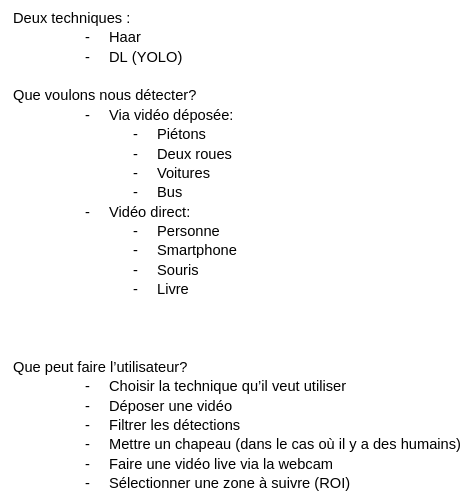 Deux techniques :
- Haar
- DL (YOLO)
Que voulons nous détecter?
- Via vidéo déposée:
- Piétons
- Deux roues
- Voitures
- Bus
- Vidéo direct:
- Personne
- Smartphone
- Souris
- Livre
Que peut faire l’utilisateur?
- Choisir la technique qu’il veut utiliser
- Déposer une vidéo
- Filtrer les détections
- Mettre un chapeau (dans le cas où il y a des humains)
- Faire une vidéo live via la webcam
- Sélectionner une zone à suivre (ROI)